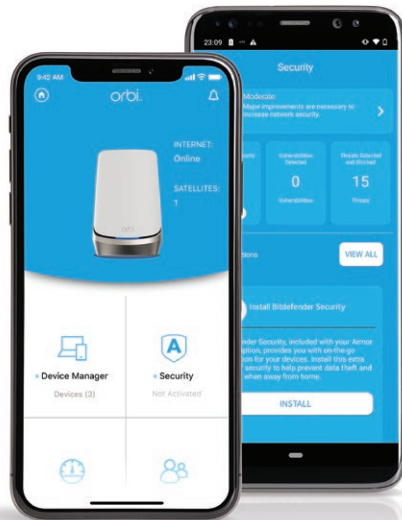 9:42 AM
orbi
INTERNET:
Online
SATELLITES:
1
orbi
Device Manager
Devices (3)
A
Security
Not Activated
23:09
Security
Moderate
Major improvements are necessary to
increase network security.
Vulnerabilities
Detected
0
Vulnerabilities
Threats Detected
and Blocked
15
Threats
VIEW ALL
Install Bitdefender Security
Security, included with your Armor
provides you with on-the-go
for your devices. Install this extra
security to help prevent data theft and
when away from home.
INSTALL